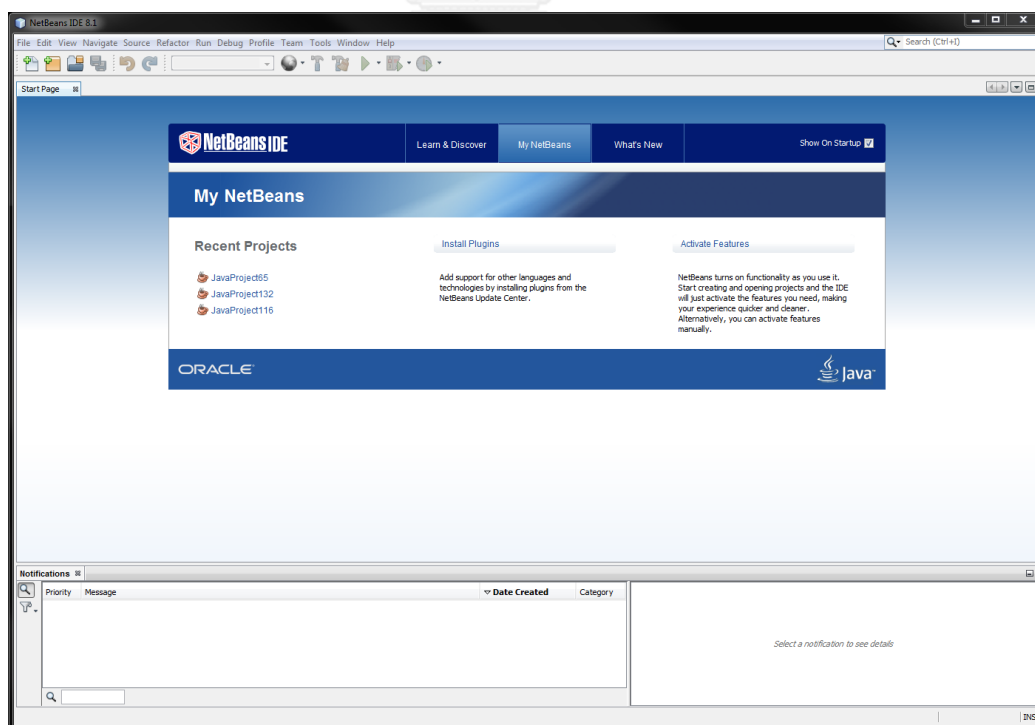 NetBeans IDE 8.1
File Edit View Navigate Source Refactor Run Debug Profile Team Tools Window Help
Search (Ctrl+I)
Start Page
NetBeans IDE
Learn & Discover
My NetBeans
What's New
Show On Startup
My NetBeans
Recent Projects
JavaProject65
JavaProject132
JavaProject116
Install Plugins
Add support for other languages and
technologies by installing plugins from the
NetBeans Update Center.
Activate Features
NetBeans turns on functionality as you use it.
Start creating and opening projects and the IDE
will just activate the features you need, making
your experience quicker and cleaner.
Alternatively, you can activate features
manually.
ORACLE
Java
Notifications
Priority Message Date Created Category
Select a notification to see details
INS